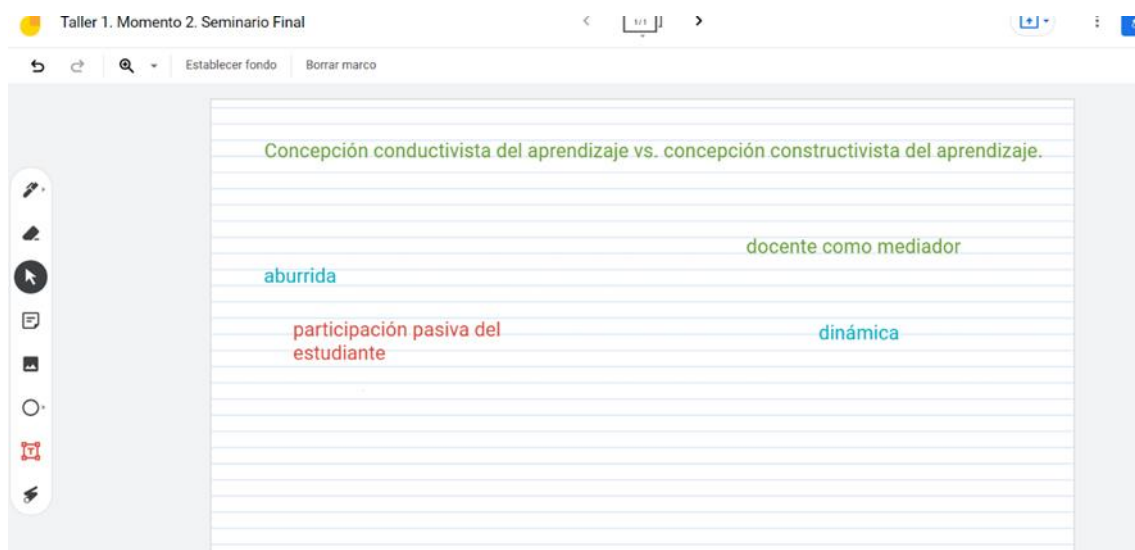 Taller 1. Momento 2. Seminario Final
1/1
Establecer fondo
Borrar marco
Concepción conductivista del aprendizaje vs. concepción constructivista del aprendizaje.
docente como mediador
aburrida
participación pasiva del
estudiante
dinámica